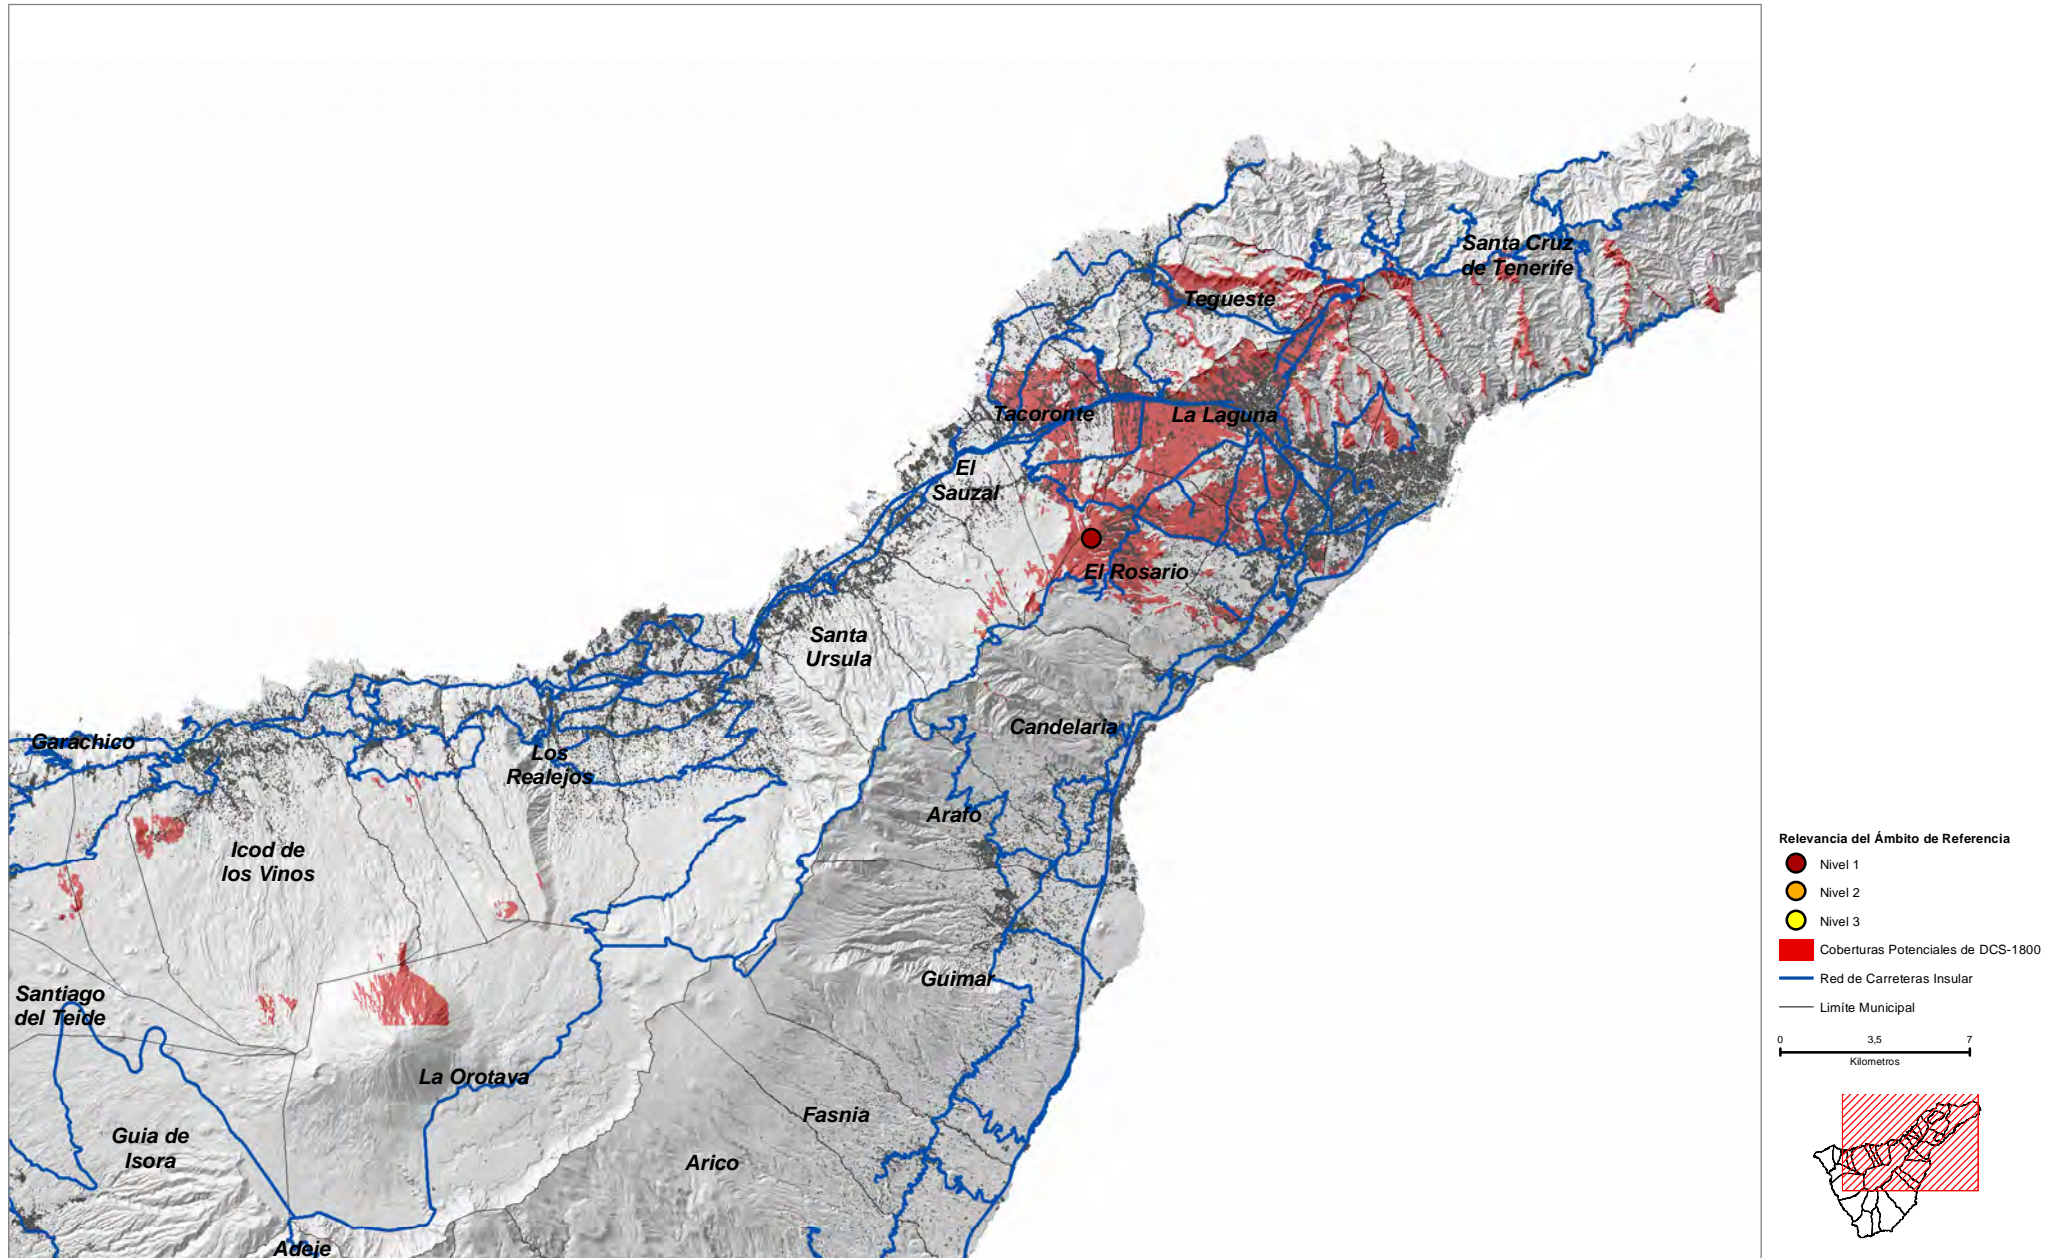 Santa Cruz
de Tenerife
Tegueste
Tacoronte
La Laguna
El
Sauzal
El Rosario
Santa
Ursula
Candelaria
Garachico
Los
Realejos
Arafo
Icod de
los Vinos
Guimar
Santiago
del Teide
La Orotava
Fasnia
Guia de
Isora
Arico
Adeje
Relevancia del Ámbito de Referencia
Nivel 1
Nivel 2
Nivel 3
Coberturas Potenciales de DCS-1800
Red de Carreteras Insular
Limíte Municipal
0 3,5 7
Kilometros